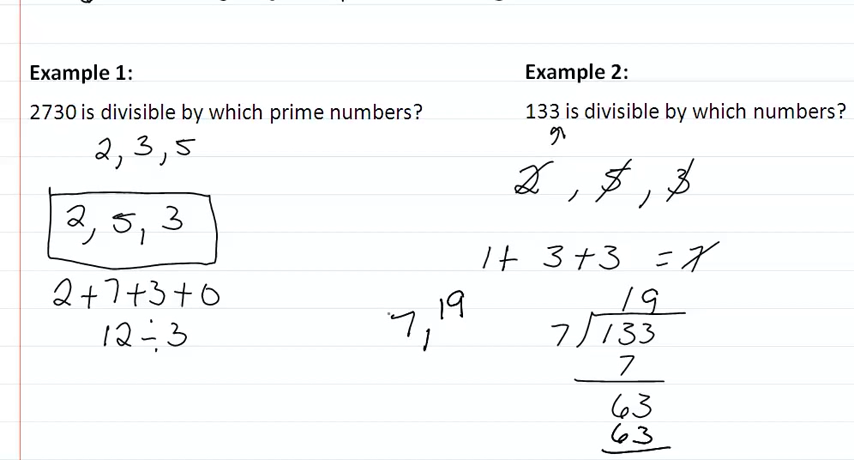 Example 1:
2730 is divisible by which prime numbers?
2, 3, 5
2, 5, 3
2+7+3+0
12÷3
Example 2:
133 is divisible by which numbers?
2, 5, 3
1+ 3+3 = 7
7, 19
19
7)133
7
63
63